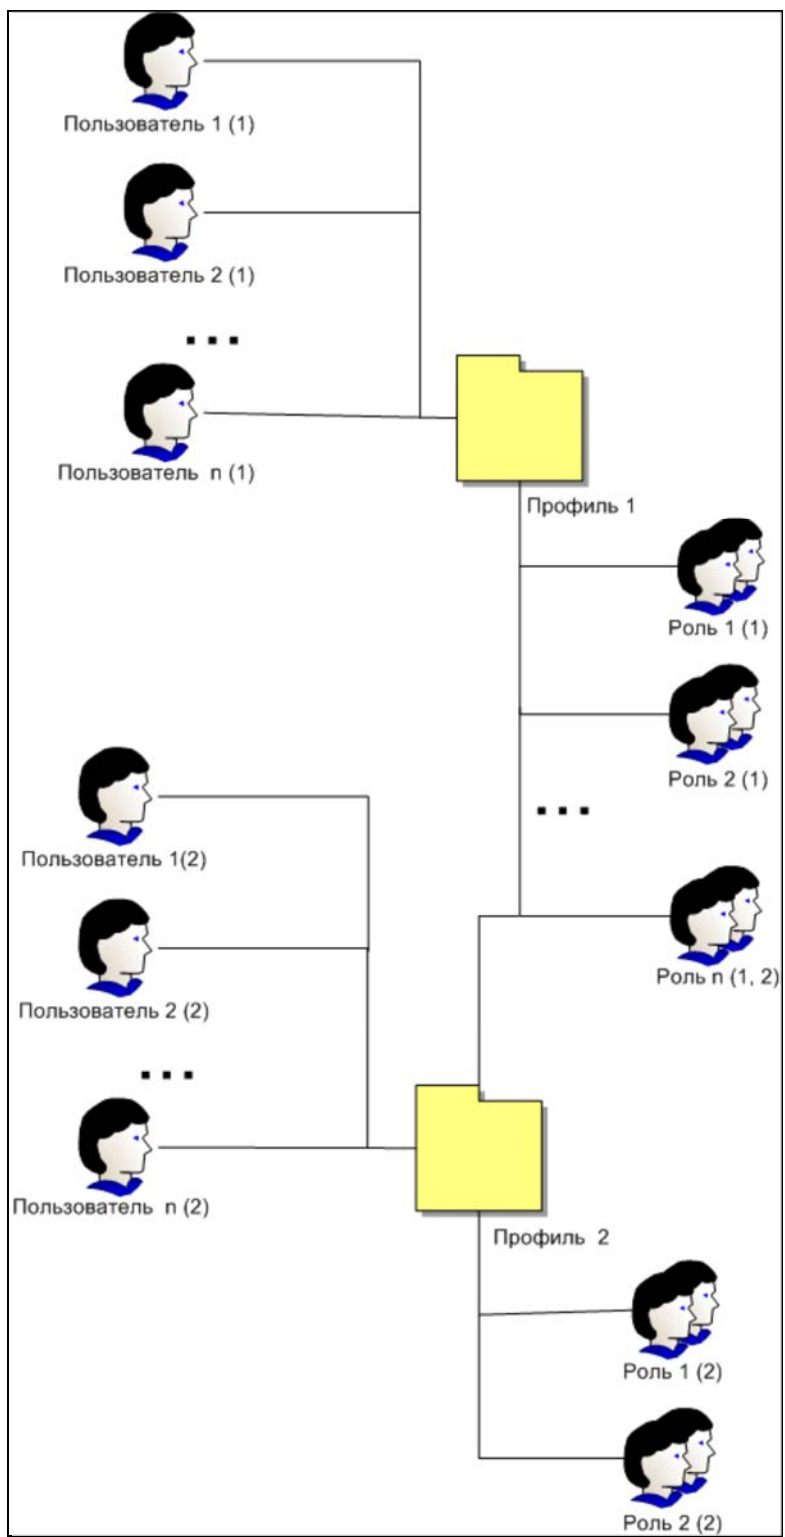 Пользователь 1 (1)
Пользователь 2 (1)
...
Пользователь n (1)
Профиль 1
Роль 1 (1)
Роль 2 (1)
...
Пользователь 1(2)
Роль n (1, 2)
Пользователь 2 (2)
...
Пользователь n (2)
Профиль 2
Роль 1 (2)
Роль 2 (2)